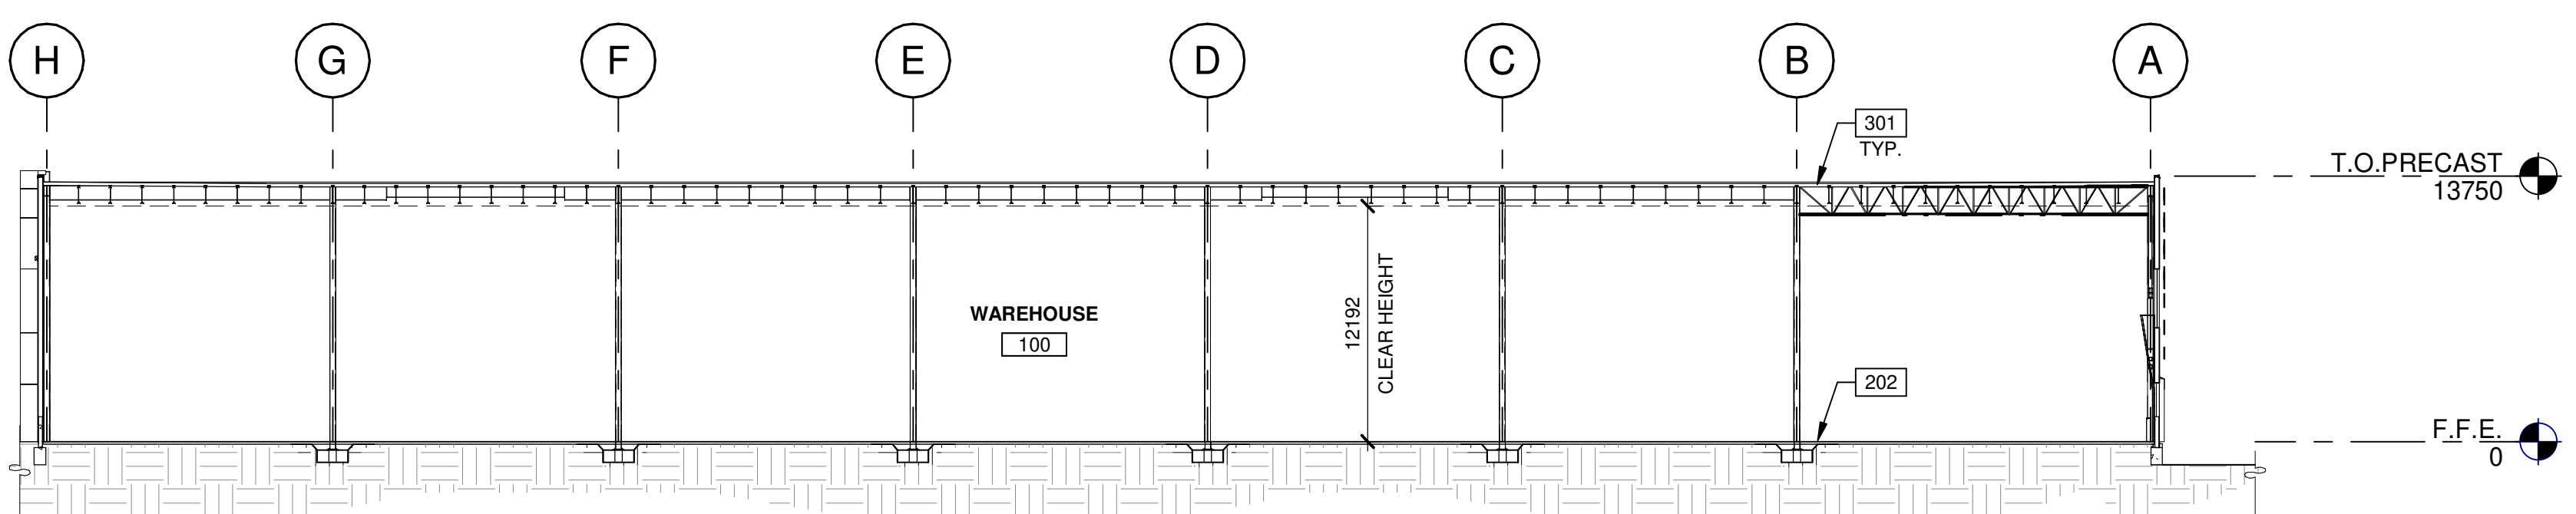 H G F E D C B A
301
TYP.
T.O.PRECAST
13750
WAREHOUSE
100
12192
CLEAR HEIGHT
202
F.F.E.
0